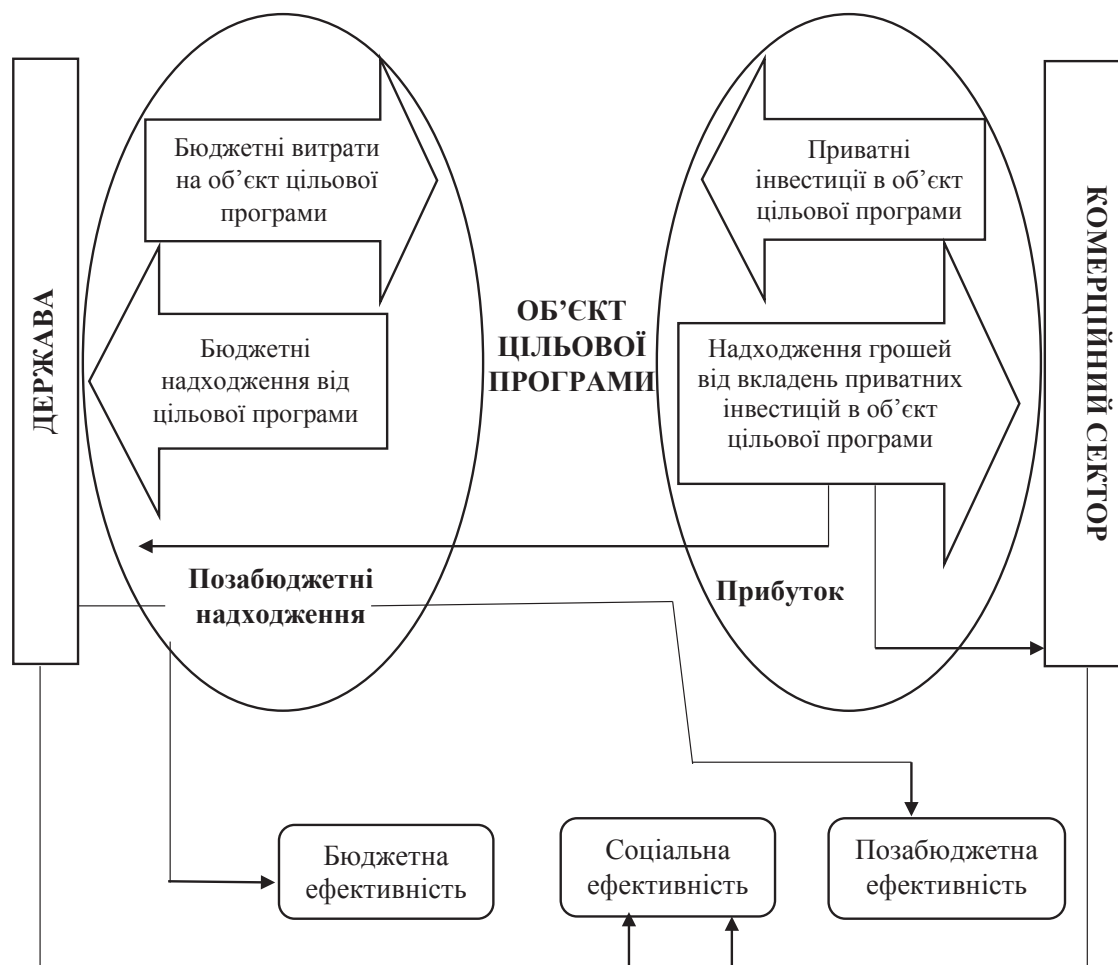 ДЕРЖАВА
Бюджетні витрати
на об’єкт цільової
програми
Бюджетні
надходження від
цільової програми
ОБ’ЄКТ
ЦІЛЬОВОЇ
ПРОГРАМИ
Приватні
інвестиції в об’єкт
цільової програми
Надходження грошей
від вкладень приватних
інвестицій в об’єкт
цільової програми
КОМЕРЦІЙНИЙ СЕКТОР
Позабюджетні
надходження
Прибуток
Бюджетна
ефективність
Соціальна
ефективність
Позабюджетна
ефективність